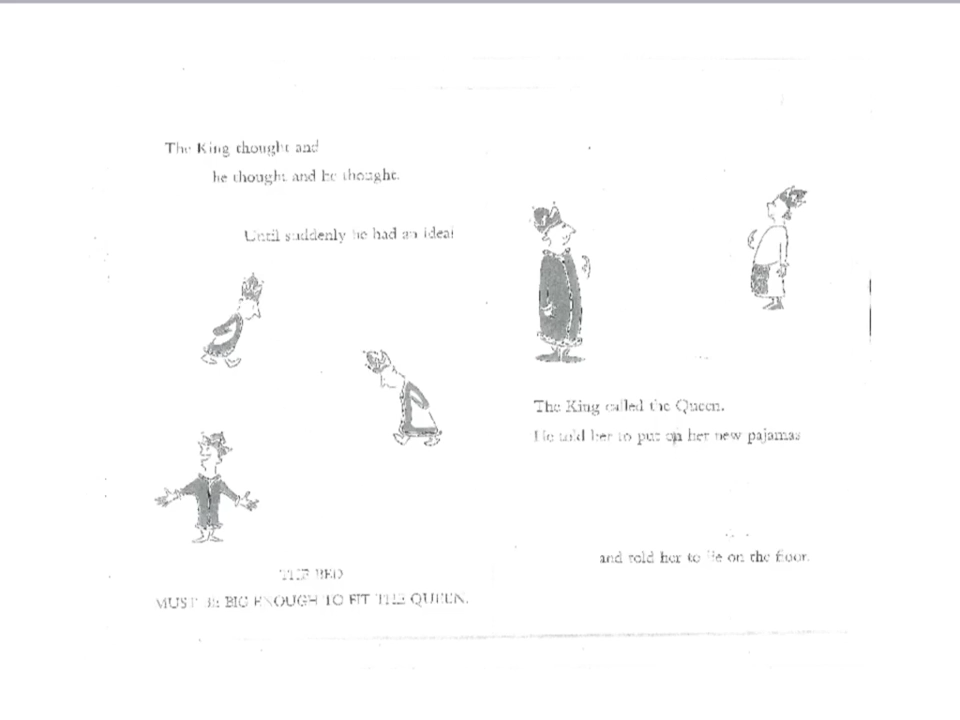 The King thought and
he thought and he thought.
Until suddenly he had an idea!
THE BED
MUST BE BIG ENOUGH TO FIT THE QUEEN.
The King called the Queen.
He told her to put on her new pajamas
and told her to lie on the floor.